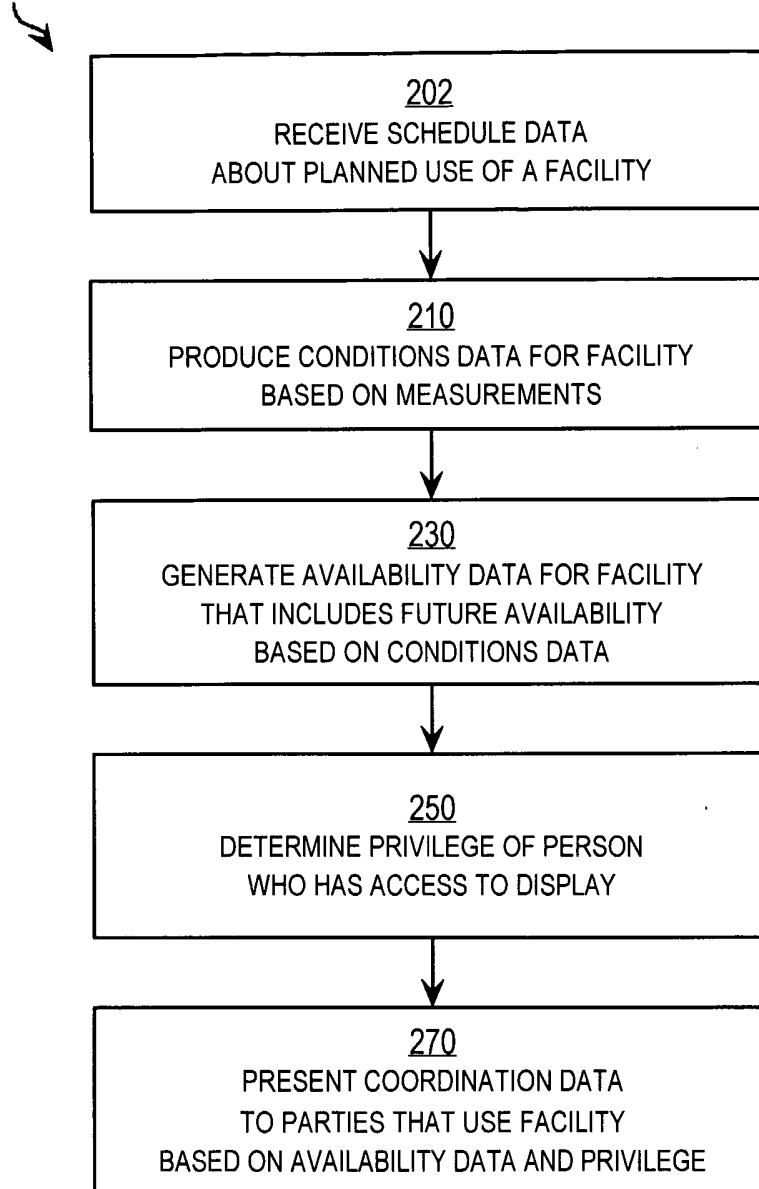 202
RECEIVE SCHEDULE DATA
ABOUT PLANNED USE OF A FACILITY
210
PRODUCE CONDITIONS DATA FOR FACILITY
BASED ON MEASUREMENTS
230
GENERATE AVAILABILITY DATA FOR FACILITY
THAT INCLUDES FUTURE AVAILABILITY
BASED ON CONDITIONS DATA
250
DETERMINE PRIVILEGE OF PERSON
WHO HAS ACCESS TO DISPLAY
270
PRESENT COORDINATION DATA
TO PARTIES THAT USE FACILITY
BASED ON AVAILABILITY DATA AND PRIVILEGE